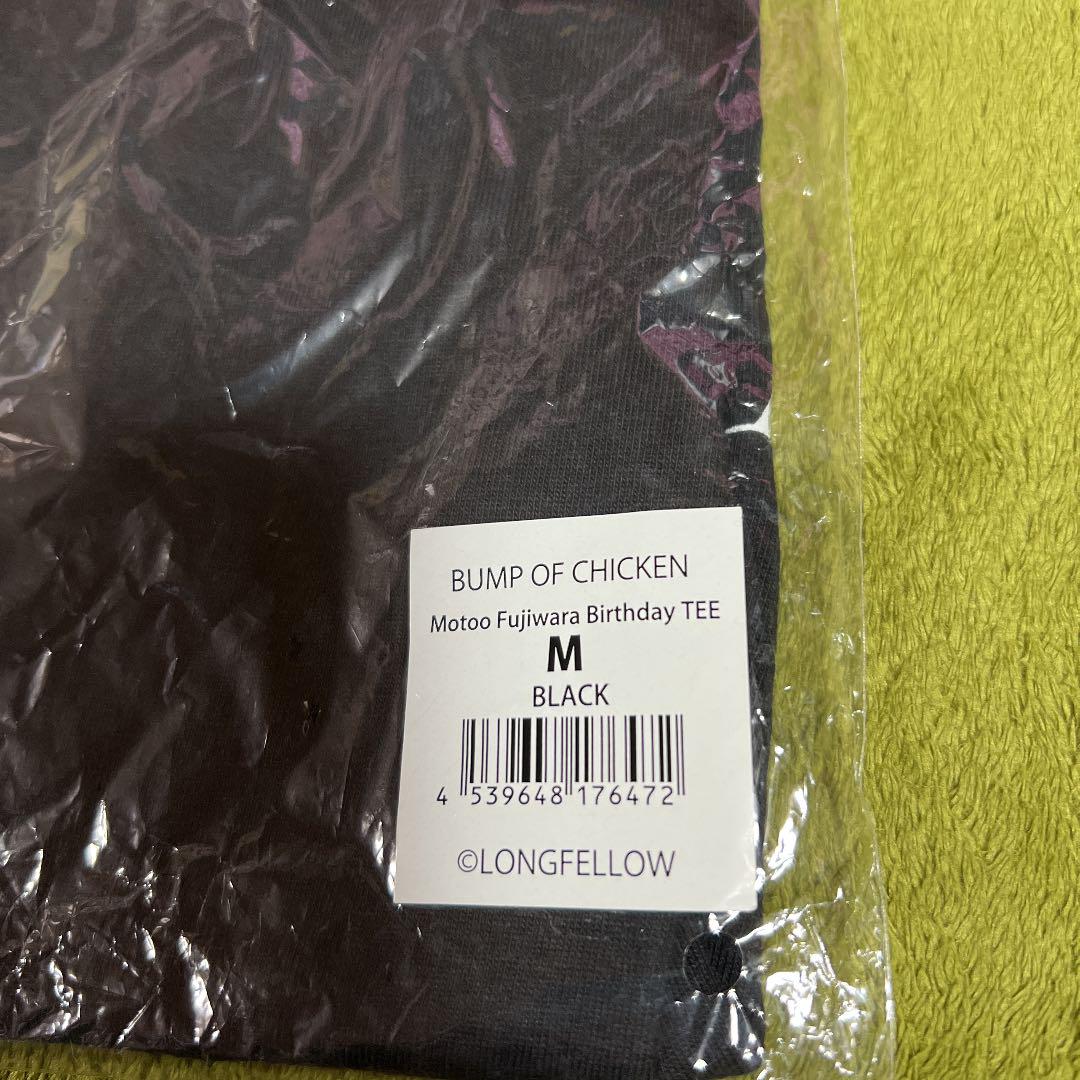 BUMP OF CHICKEN
Motoo Fujiwara Birthday TEE
M
BLACK
4 539648 176472
©LONGFELLOW